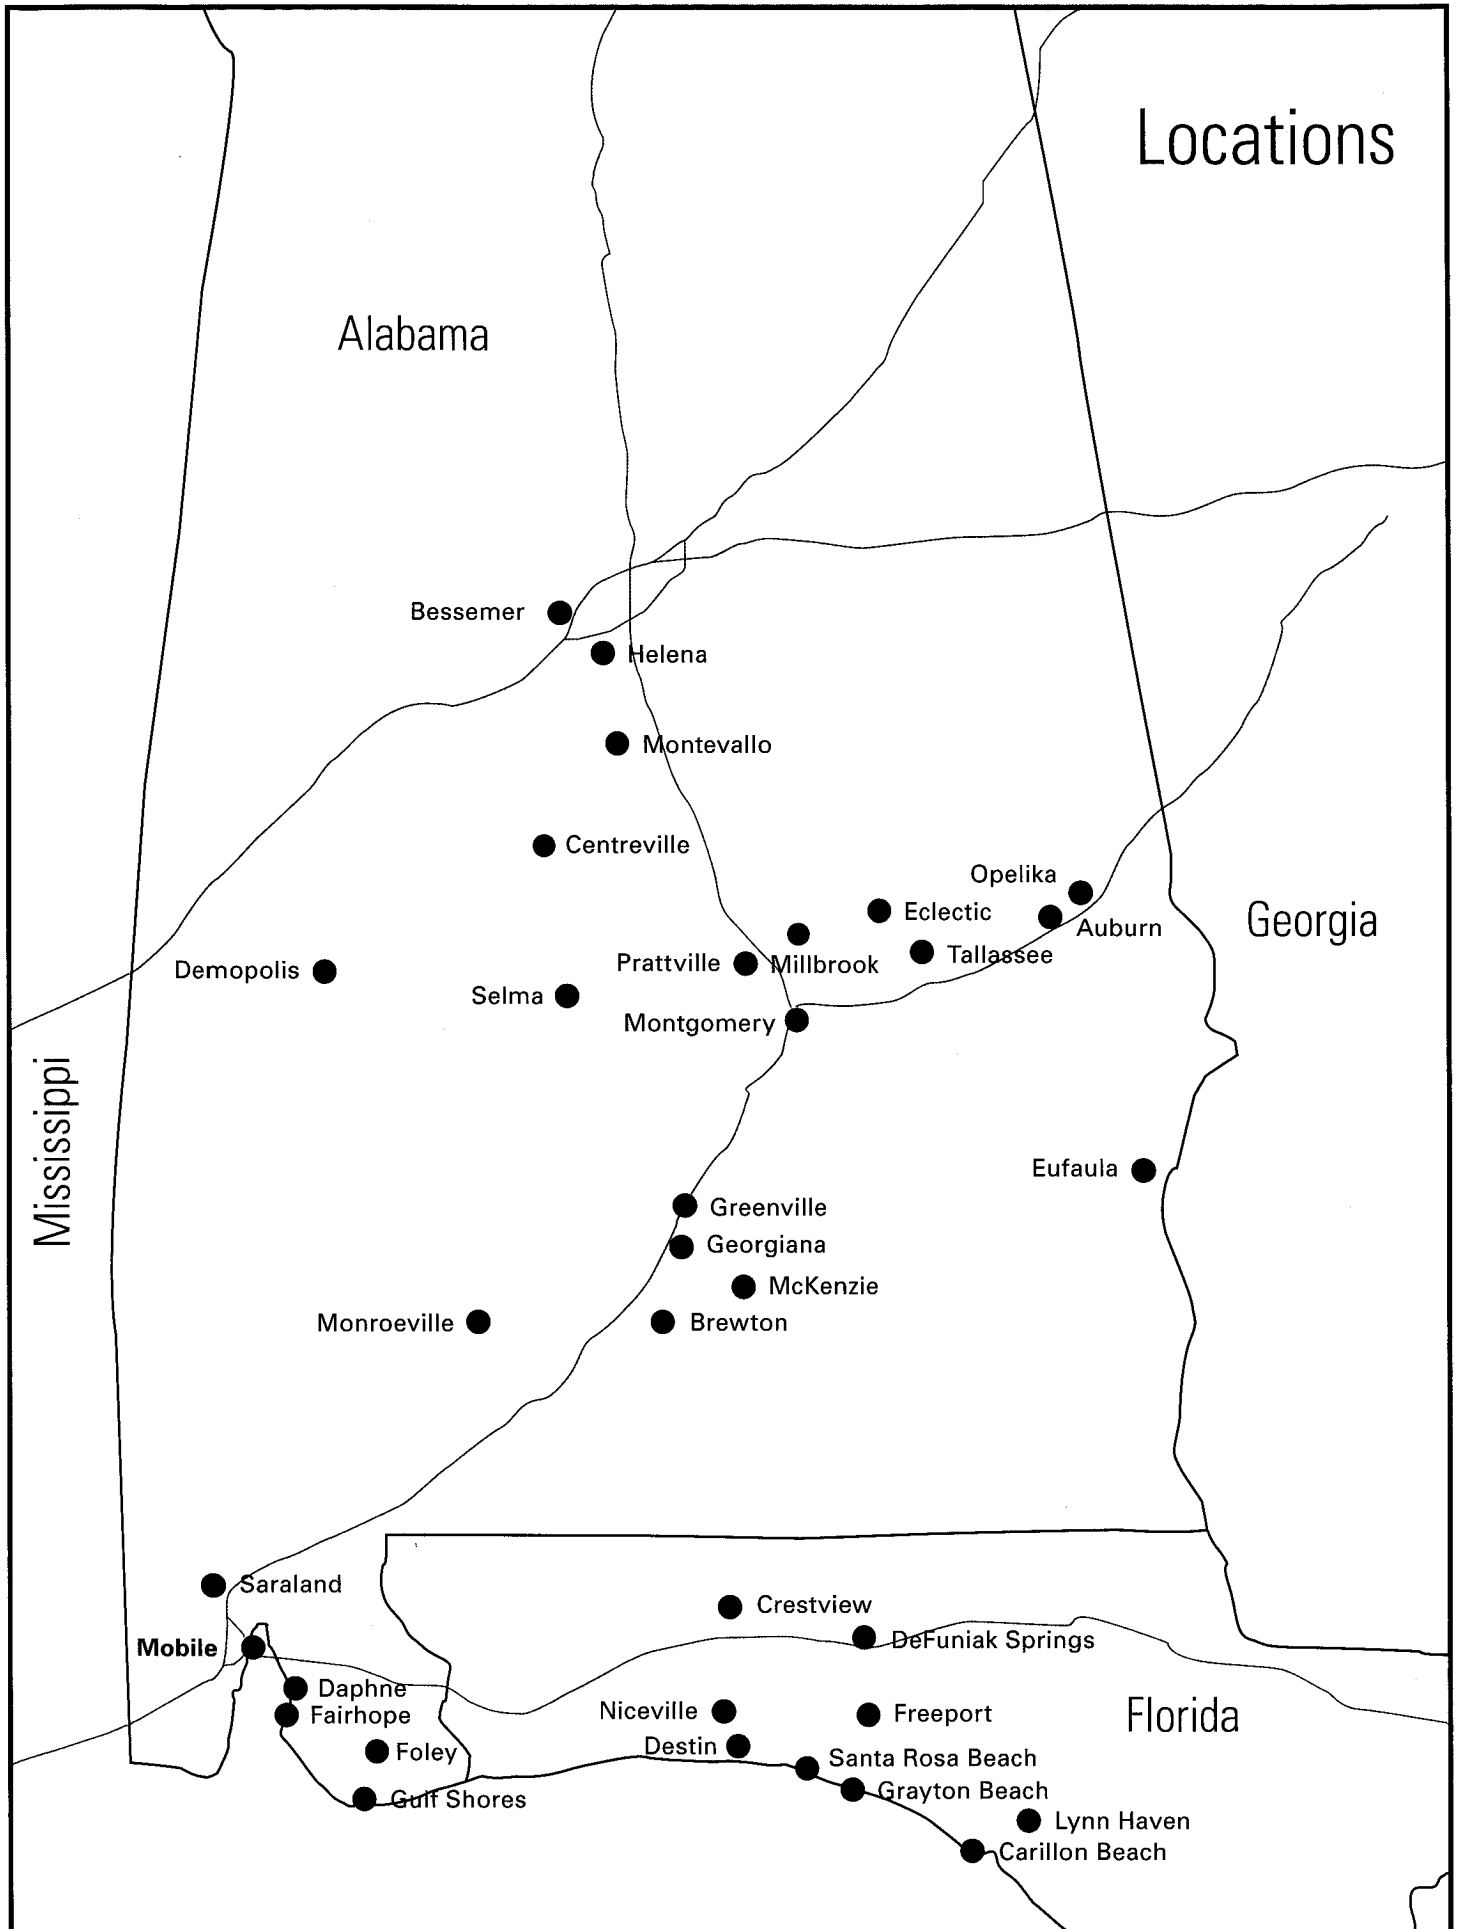 Locations
Alabama
Bessemer
Helena
Montevallo
Centreville
Opelika
Eclectic
Auburn
Georgia
Tallassee
Prattville
Millbrook
Demopolis
Selma
Montgomery
Mississippi
Eufaula
Greenville
Georgiana
McKenzie
Monroeville
Brewton
Saraland
Crestview
Mobile
DeFuniak Springs
Daphne
Fairhope
Niceville
Freeport
Florida
Destin
Foley
Santa Rosa Beach
Grayton Beach
Gulf Shores
Lynn Haven
Carillon Beach